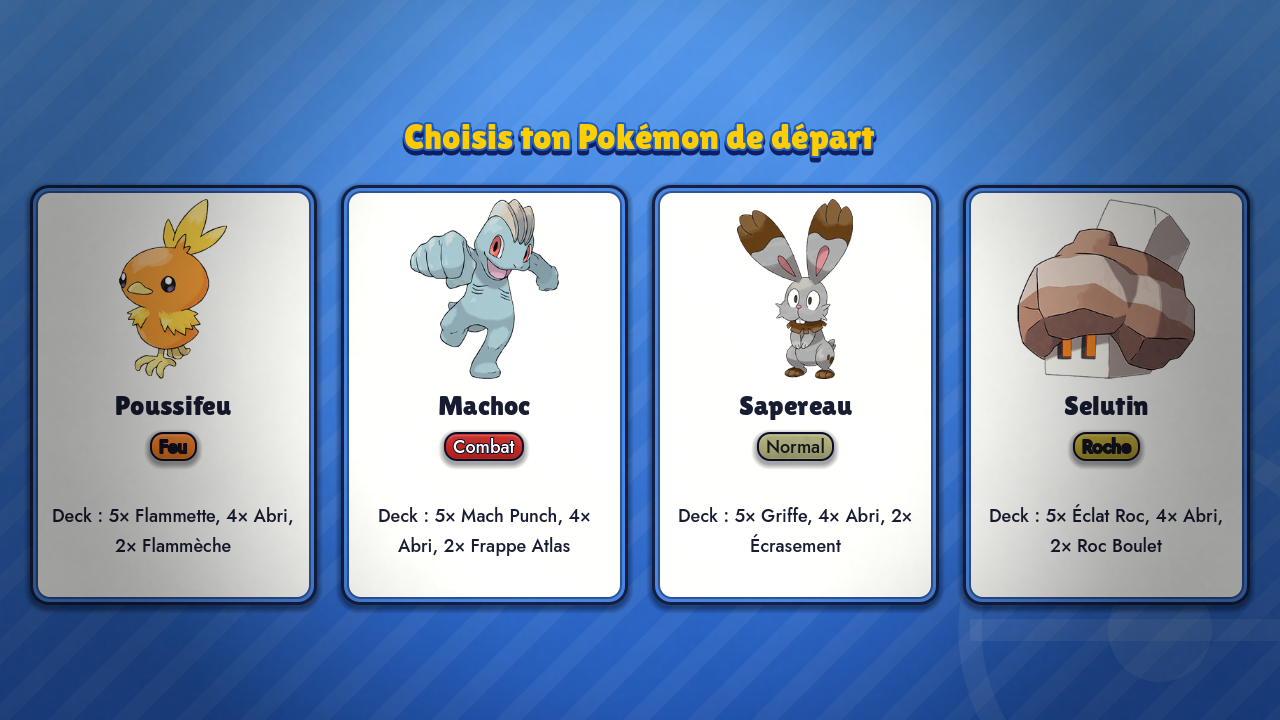 Choisis ton Pokémon de départ
Poussifeu
Feu
Deck : 5× Flammette, 4× Abri,
2× Flammèche
Machoc
Combat
Deck : 5× Mach Punch, 4×
Abri, 2× Frappe Atlas
Sapereau
Normal
Deck : 5× Griffe, 4× Abri, 2×
Écrasement
Selutin
Roche
Deck : 5× Éclat Roc, 4× Abri,
2× Roc Boulet